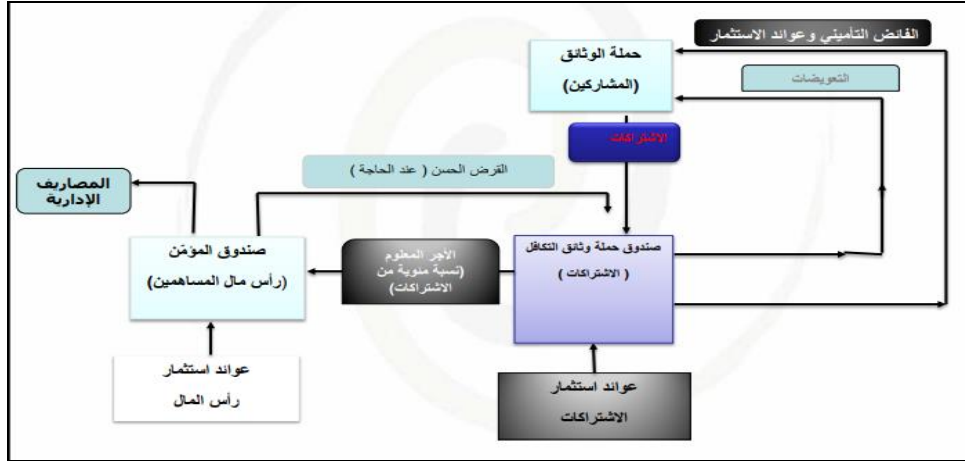 الفائض التأميني وعوائد الاستثمار
حملة الوثائق
(المشاركين)
التعويضات
الاشتراكات
القرض الحسن ( عند الحاجة )
المصاريف
الإدارية
صندوق المؤمّن
(رأس مال المساهمين)
الأجر المعلوم
(نسبة مئوية من
الاشتراكات)
صندوق حملة وثائق التكافل
( الاشتراكات )
عوائد استثمار
رأس المال
عوائد استثمار
الاشتراكات